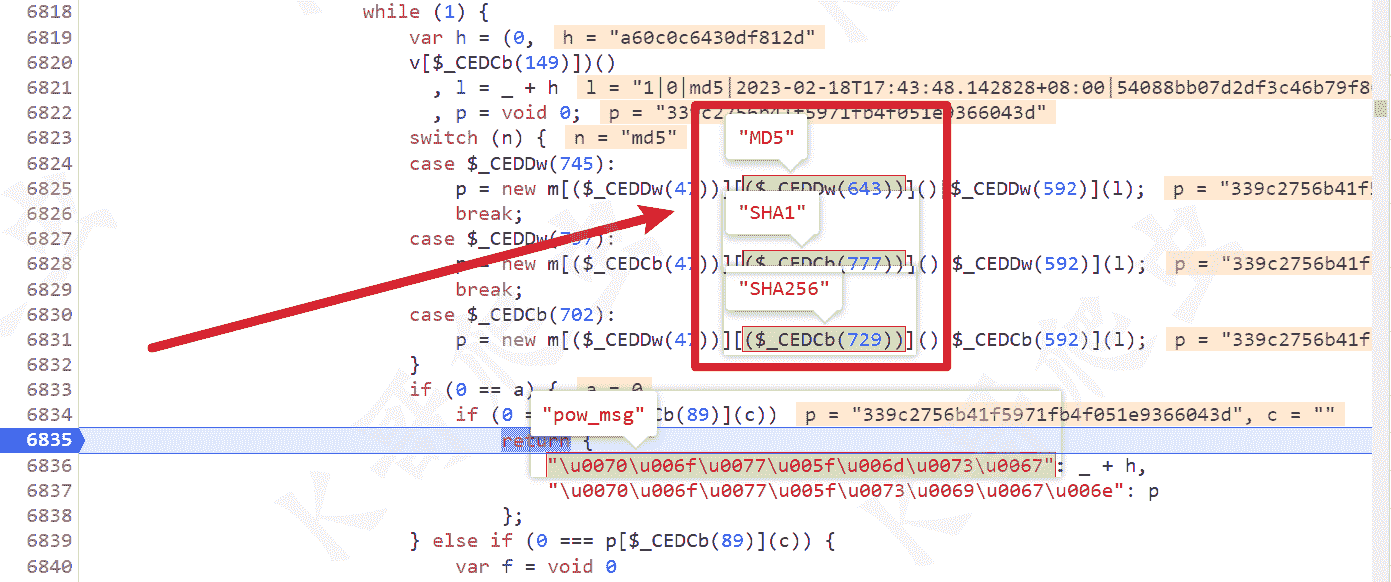 6818 while (1) {
6819 var h = (0, h = "a60c0c6430df812d"
6820 v[$_CEDCb(149)])()
6821 , l = _ + h l = "1|0|md5|2023-02-18T17:43:48.142828+08:00|54088bb07d2df3c46b79f8
6822 , p = void 0; p = "339c2756b41f5971fb4f051e9366043d"
6823 switch (n) { n = "md5"
"MD5"
6824 case $_CEDDw(745):
6825 p = new m[($_CEDDw(47))][($_CEDDw(643))]()[$_CEDDw(592)](l); p = "339c2756b41f5
6826 break;
"SHA1"
6827 case $_CEDDw(797):
6828 p = new m[($_CEDCb(47))][($_CEDCb(777))]()[$_CEDDw(592)](l); p = "339c2756b41f
6829 break;
"SHA256"
6830 case $_CEDCb(702):
6831 p = new m[($_CEDDw(47))][($_CEDCb(729))]() $_CEDCb(592)](l); p = "339c2756b41f
6832 }
6833 if (0 == a) { a = 0
6834 if (0 = "pow_msg" Cb(89)](c)) p = "339c2756b41f5971fb4f051e9366043d", c = ""
6835 return {
6836 "\u0070\u006f\u0077\u005f\u006d\u0073\u0067": _ + h,
6837 "\u0070\u006f\u0077\u005f\u0073\u0069\u0067\u006e": p
6838 };
6839 } else if (0 === p[$_CEDCb(89)](c)) {
6840 var f = void 0